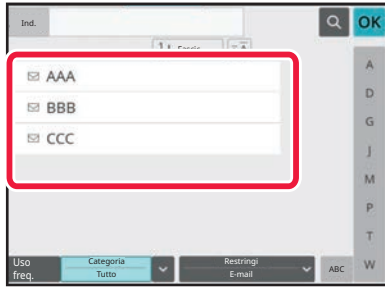 Ind.
OK
AAA
BBB
CCC
A
D
G
J
M
P
T
W
Uso freq.
Categoria
Tutto
Restringi
E-mail
ABC